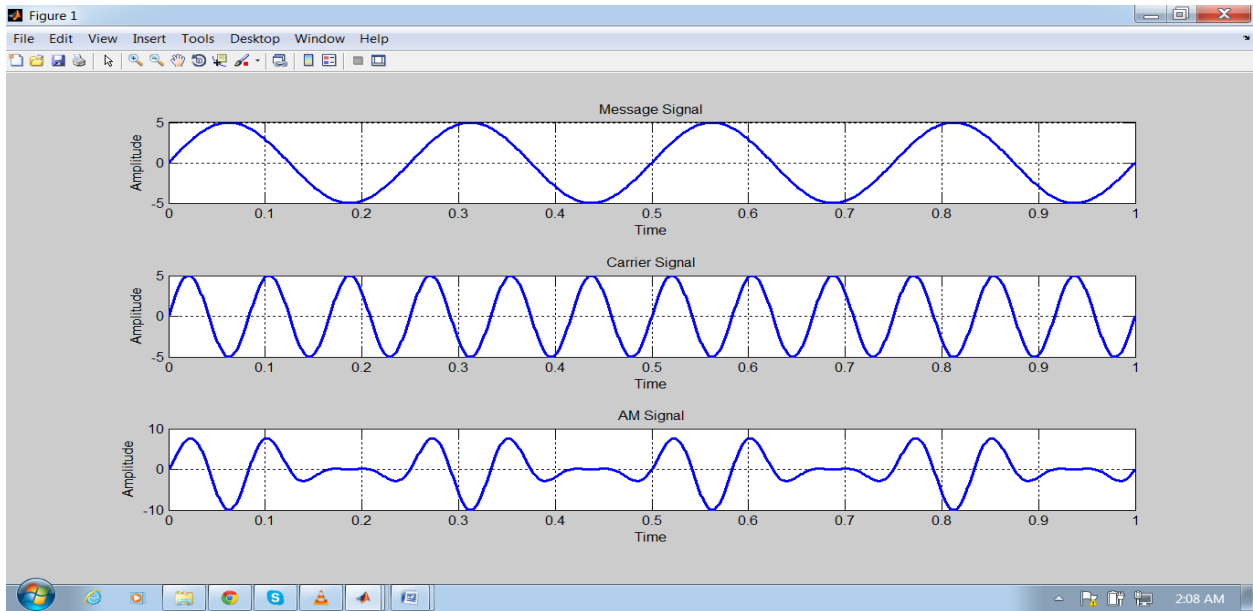 Figure 1
File Edit View Insert Tools Desktop Window Help
Message Signal
Amplitude
5
0
-5
0 0.1 0.2 0.3 0.4 0.5 0.6 0.7 0.8 0.9 1
Time
Carrier Signal
Amplitude
5
0
-5
0 0.1 0.2 0.3 0.4 0.5 0.6 0.7 0.8 0.9 1
Time
AM Signal
Amplitude
10
0
-10
0 0.1 0.2 0.3 0.4 0.5 0.6 0.7 0.8 0.9 1
Time
2:08 AM